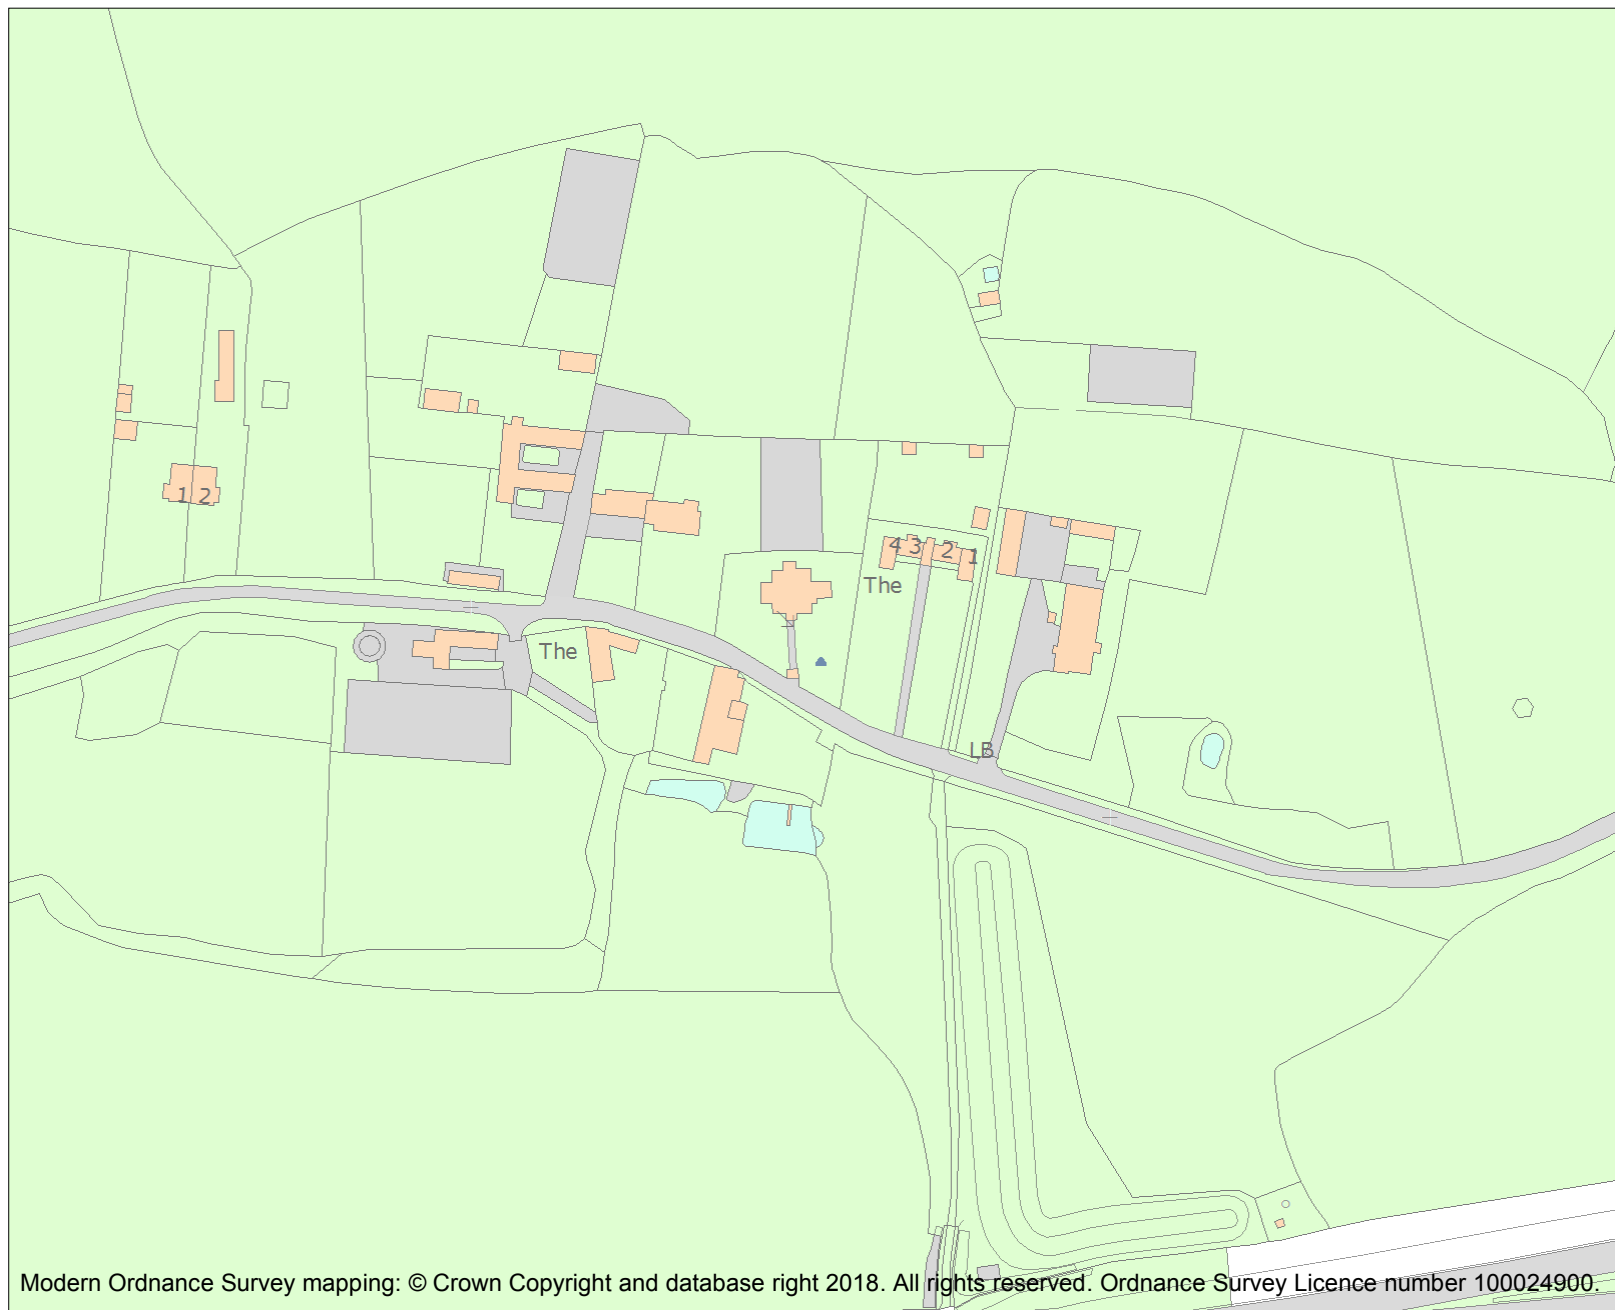 1 2
4 3 2 1
The
The
LB
Modern Ordnance Survey mapping: © Crown Copyright and database right 2018. All rights reserved. Ordnance Survey Licence number 100024900.